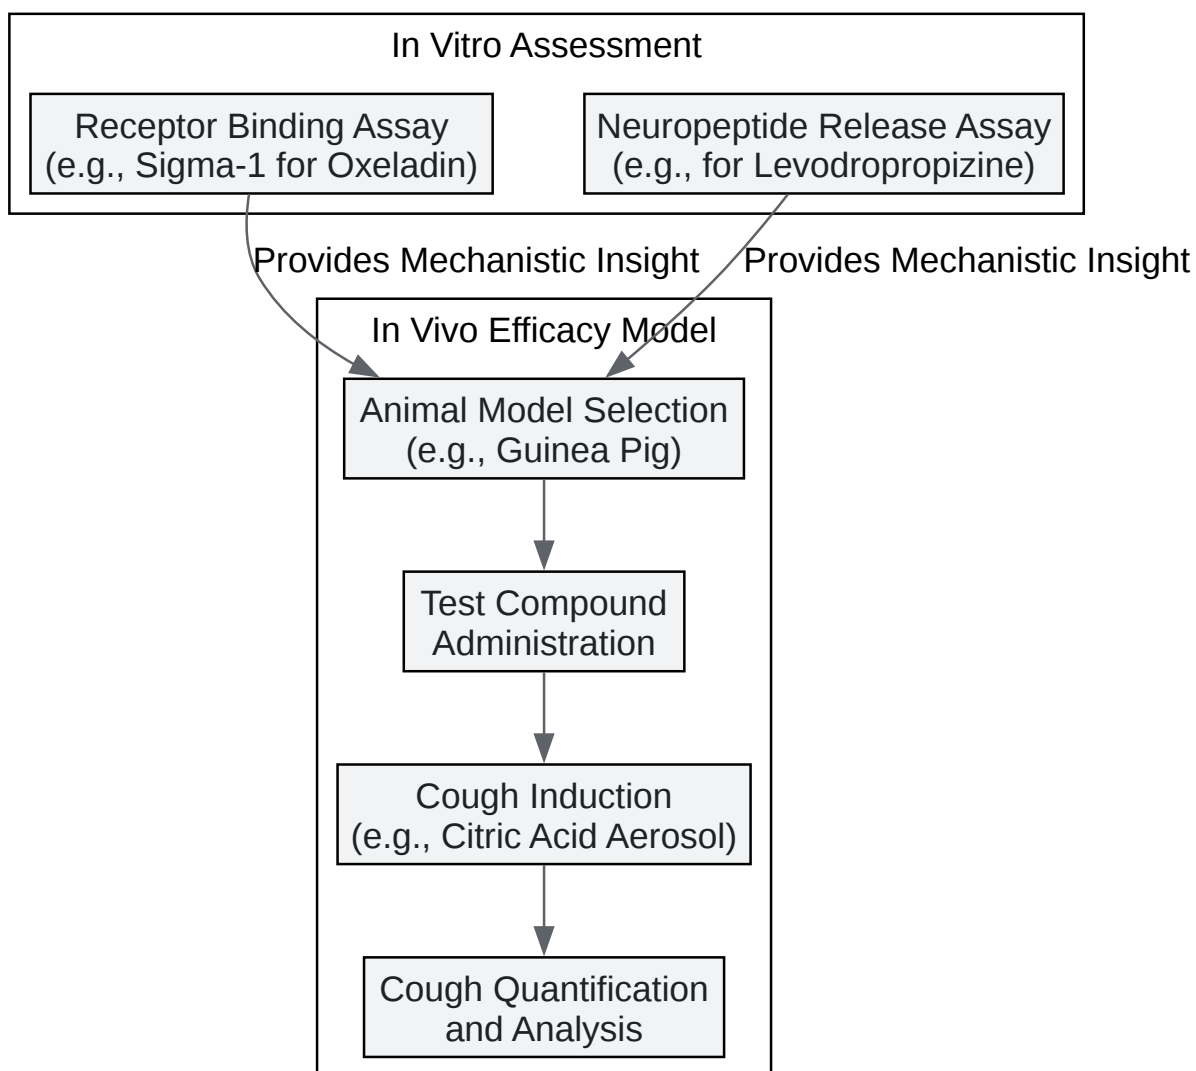 In Vitro Assessment
Receptor Binding Assay
(e.g., Sigma-1 for Oxeladin)
Neuropeptide Release Assay
(e.g., for Levodropropizine)
Provides Mechanistic Insight
Provides Mechanistic Insight
In Vivo Efficacy Model
Animal Model Selection
(e.g., Guinea Pig)
Test Compound
Administration
Cough Induction
(e.g., Citric Acid Aerosol)
Cough Quantification
and Analysis